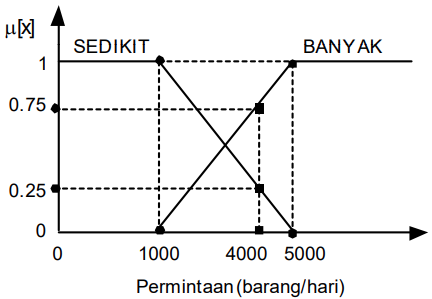 μ[x]
SEDIKIT
BANYAK
1
0.75
0.25
0
0
1000
4000
5000
Permintaan (barang/hari)